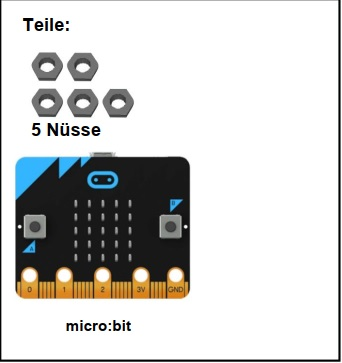 Teile:
5 Nüsse
B
A
0 1 2 3V GND
micro:bit